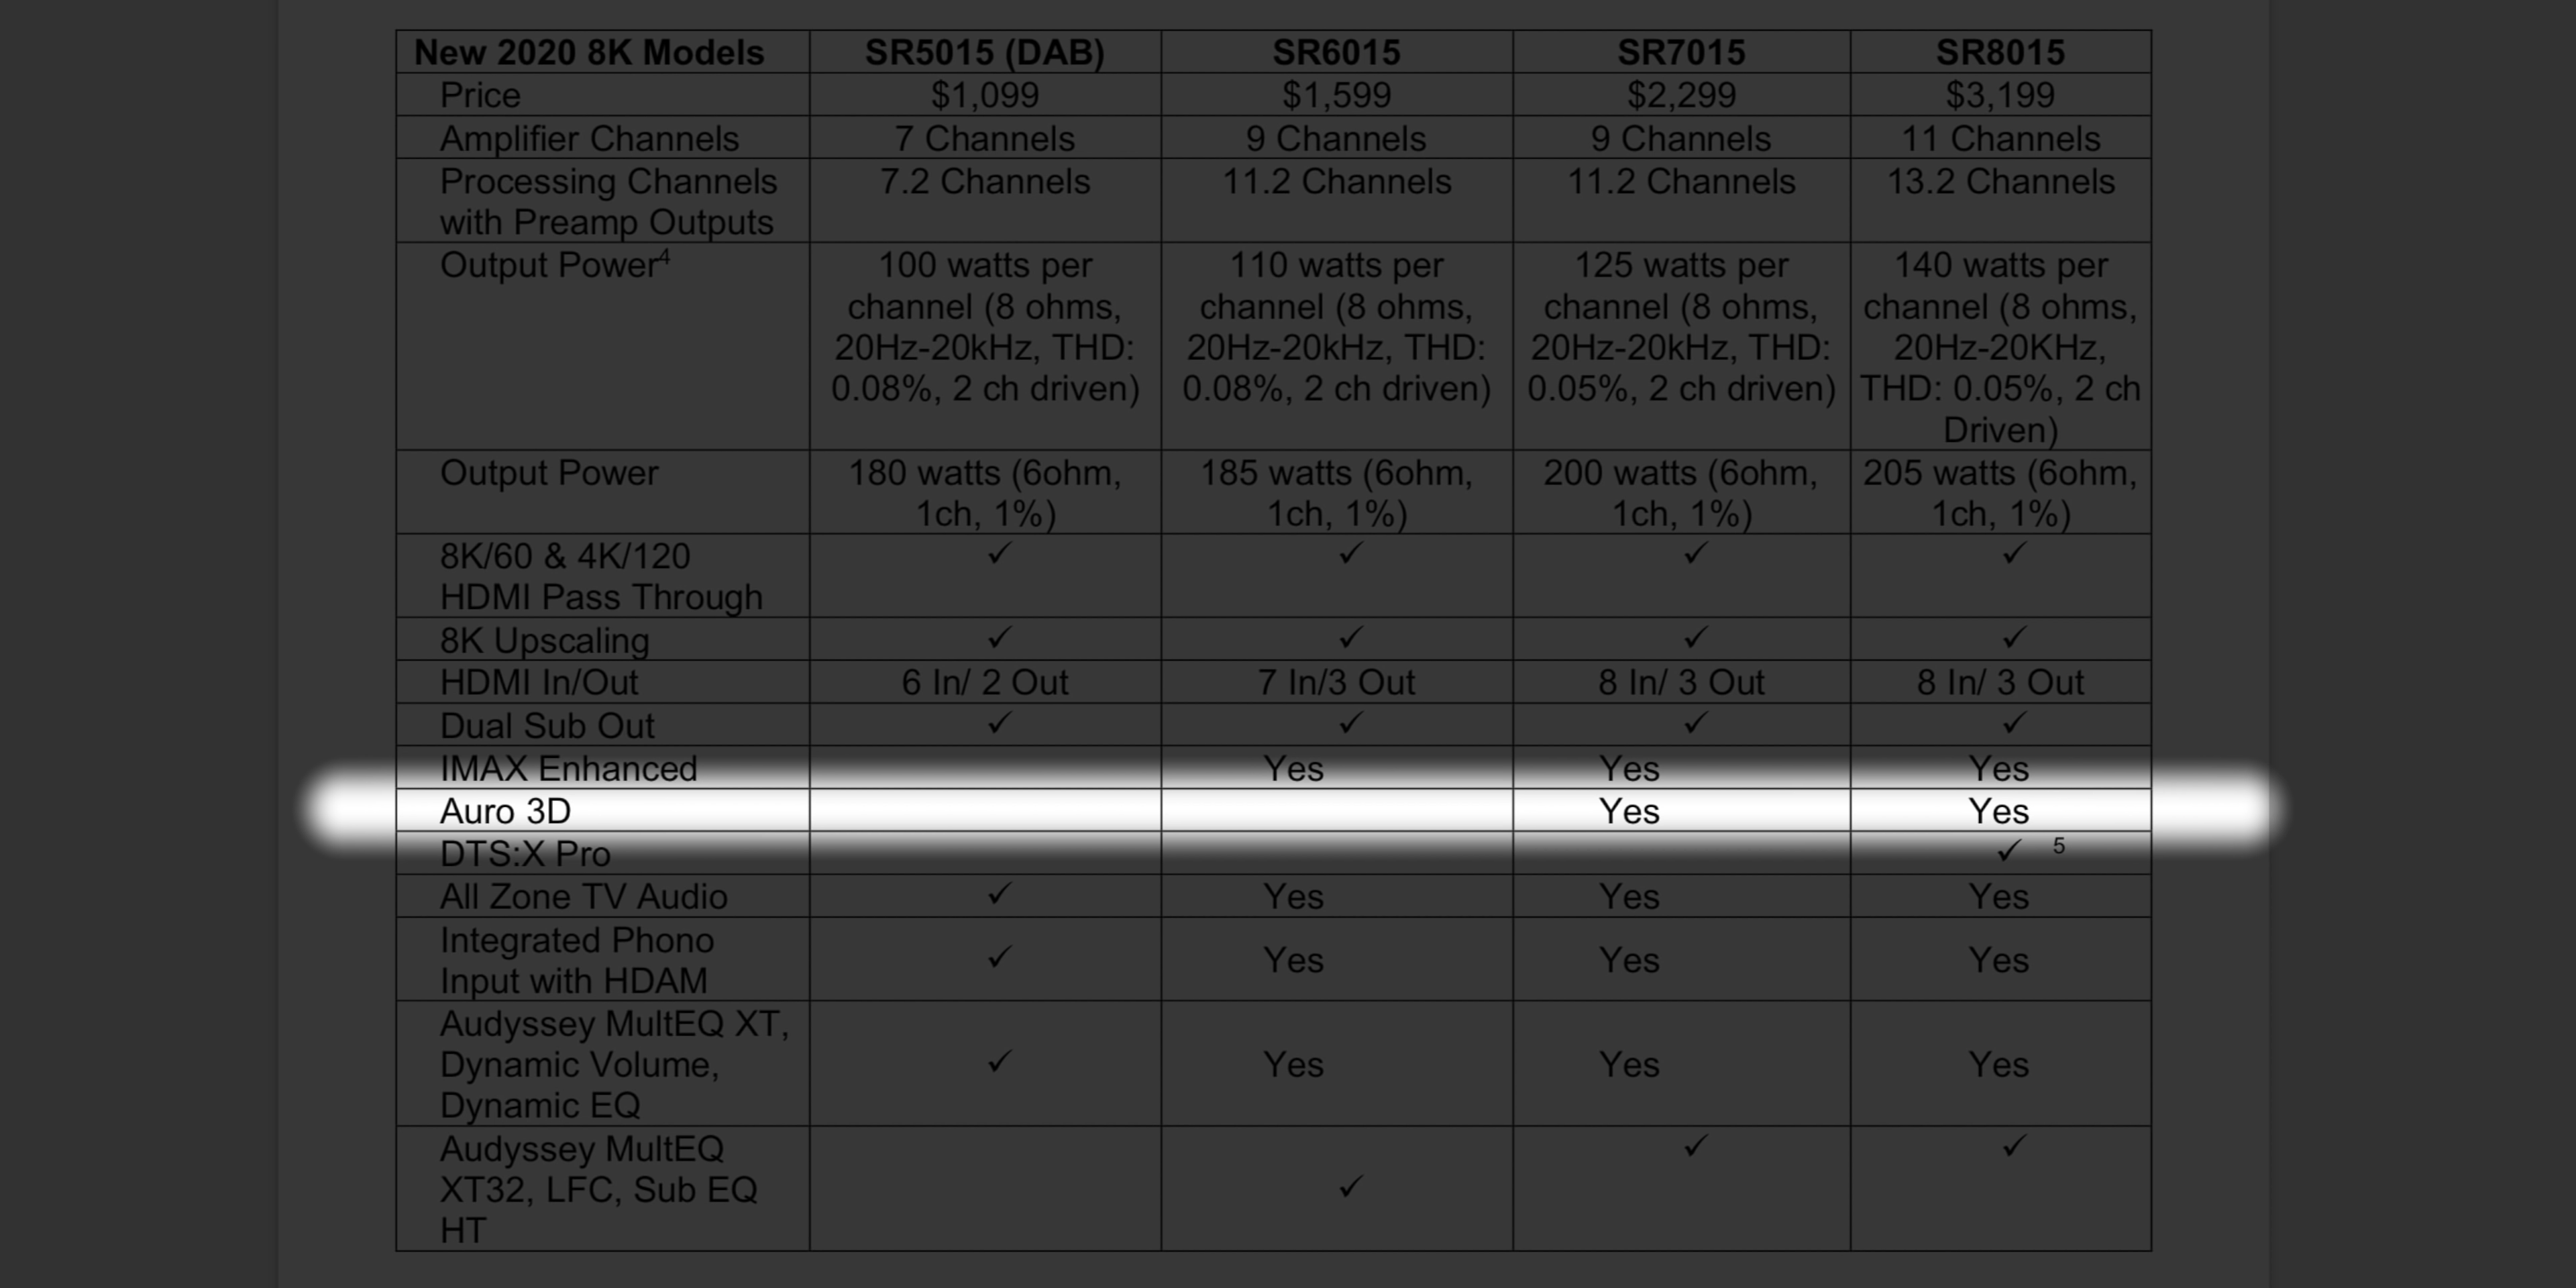 New 2020 8K Models SR5015 (DAB) SR6015 SR7015 SR8015
Price $1,099 $1,599 $2,299 $3,199
Amplifier Channels 7 Channels 9 Channels 9 Channels 11 Channels
Processing Channels with Preamp Outputs 7.2 Channels 11.2 Channels 11.2 Channels 13.2 Channels
Output Power⁴ 100 watts per channel (8 ohms, 20Hz-20kHz, THD: 0.08%, 2 ch driven) 110 watts per channel (8 ohms, 20Hz-20kHz, THD: 0.08%, 2 ch driven) 125 watts per channel (8 ohms, 20Hz-20kHz, THD: 0.05%, 2 ch driven) 140 watts per channel (8 ohms, 20Hz-20KHz, THD: 0.05%, 2 ch Driven)
Output Power 180 watts (6ohm, 1ch, 1%) 185 watts (6ohm, 1ch, 1%) 200 watts (6ohm, 1ch, 1%) 205 watts (6ohm, 1ch, 1%)
8K/60 & 4K/120 HDMI Pass Through ✓ ✓ ✓ ✓
8K Upscaling ✓ ✓ ✓ ✓
HDMI In/Out 6 In/ 2 Out 7 In/3 Out 8 In/ 3 Out 8 In/ 3 Out
Dual Sub Out ✓ ✓ ✓ ✓
IMAX Enhanced Yes Yes Yes
Auro 3D Yes Yes
DTS:X Pro ✓ ⁵
All Zone TV Audio ✓ Yes Yes Yes
Integrated Phono Input with HDAM ✓ Yes Yes Yes
Audyssey MultEQ XT, Dynamic Volume, Dynamic EQ ✓ Yes Yes Yes
Audyssey MultEQ XT32, LFC, Sub EQ HT ✓ ✓ ✓